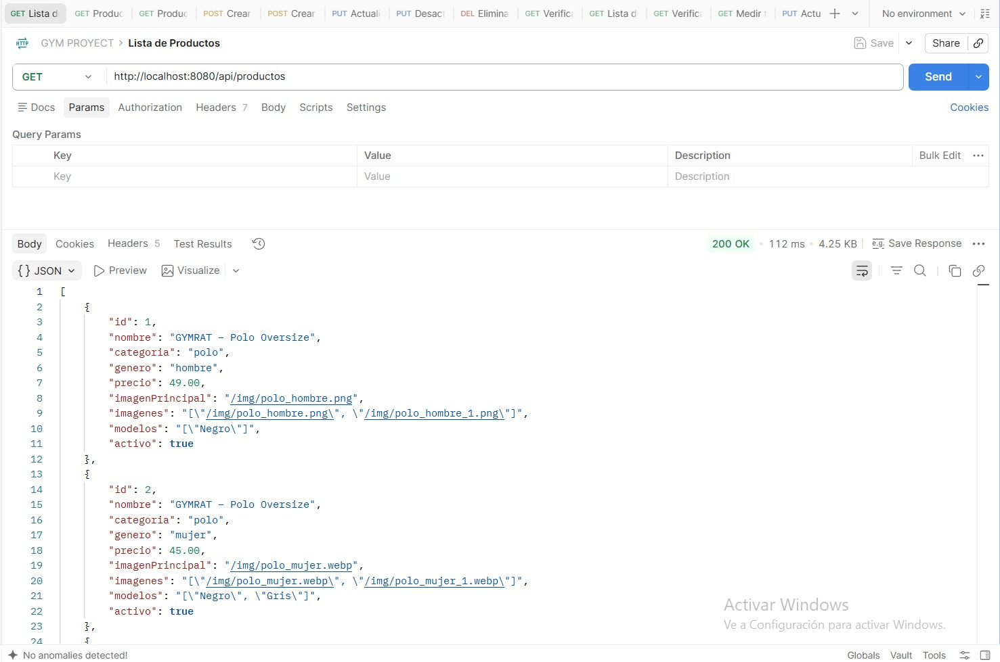 GET Lista d GET Produc GET Produc POST Crear POST Crear PUT Actuali PUT Desac DEL Elimina GET Verific GET Lista d GET Verific GET Medir PUT Actu No environment
HTTP GYM PROYECT > Lista de Productos Save Share
GET http://localhost:8080/api/productos Send
Docs Params Authorization Headers 7 Body Scripts Settings Cookies
Query Params
Key Value Description Bulk Edit
Key Value Description
Body Cookies Headers 5 Test Results 200 OK • 112 ms • 4.25 KB e.g. Save Response
{} JSON Preview Visualize
1 [
2 {
3 "id": 1,
4 "nombre": "GYMRAT – Polo Oversize",
5 "categoria": "polo",
6 "genero": "hombre",
7 "precio": 49.00,
8 "imagenPrincipal": "/img/polo_hombre.png",
9 "imagenes": "[\"/img/polo_hombre.png\", \"/img/polo_hombre_1.png\"]",
10 "modelos": "[\"Negro\"]",
11 "activo": true
12 },
13 {
14 "id": 2,
15 "nombre": "GYMRAT – Polo Oversize",
16 "categoria": "polo",
17 "genero": "mujer",
18 "precio": 45.00,
19 "imagenPrincipal": "/img/polo_mujer.webp",
20 "imagenes": "[\"/img/polo_mujer.webp\", \"/img/polo_mujer_1.webp\"]",
21 "modelos": "[\"Negro\", \"Gris\"]",
22 "activo": true
23 },
24 {
Activar Windows
Ve a Configuración para activar Windows.
No anomalies detected! Globals Vault Tools